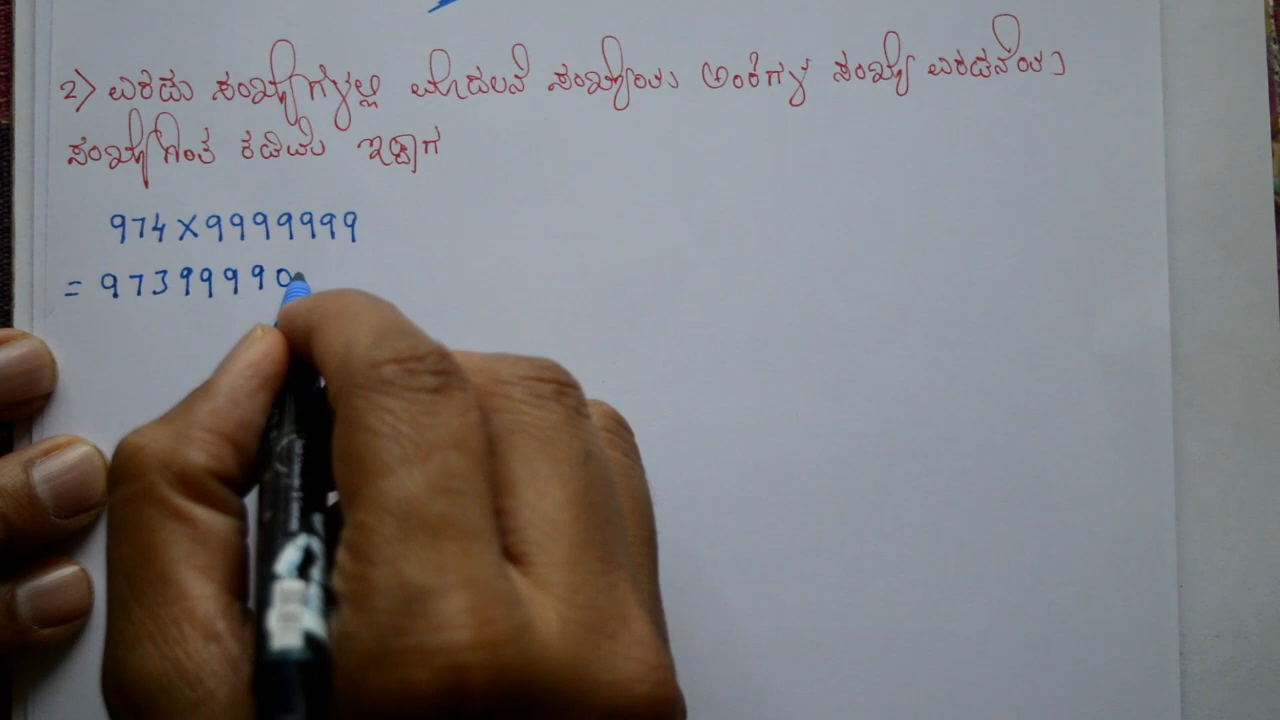 2) ಎರಡು ಸಂಖ್ಯೆಗಳಲ್ಲಿ ಮೊದಲನೆ ಸಂಖ್ಯೆಯ ಅಂಕಿಗಳ ಸಂಖ್ಯೆ ಎರಡನೆಯ
ಸಂಖ್ಯೆಗಿಂತ ಕಡಿಮೆ ಇದ್ದಾಗ
974×9999999
= 97399990